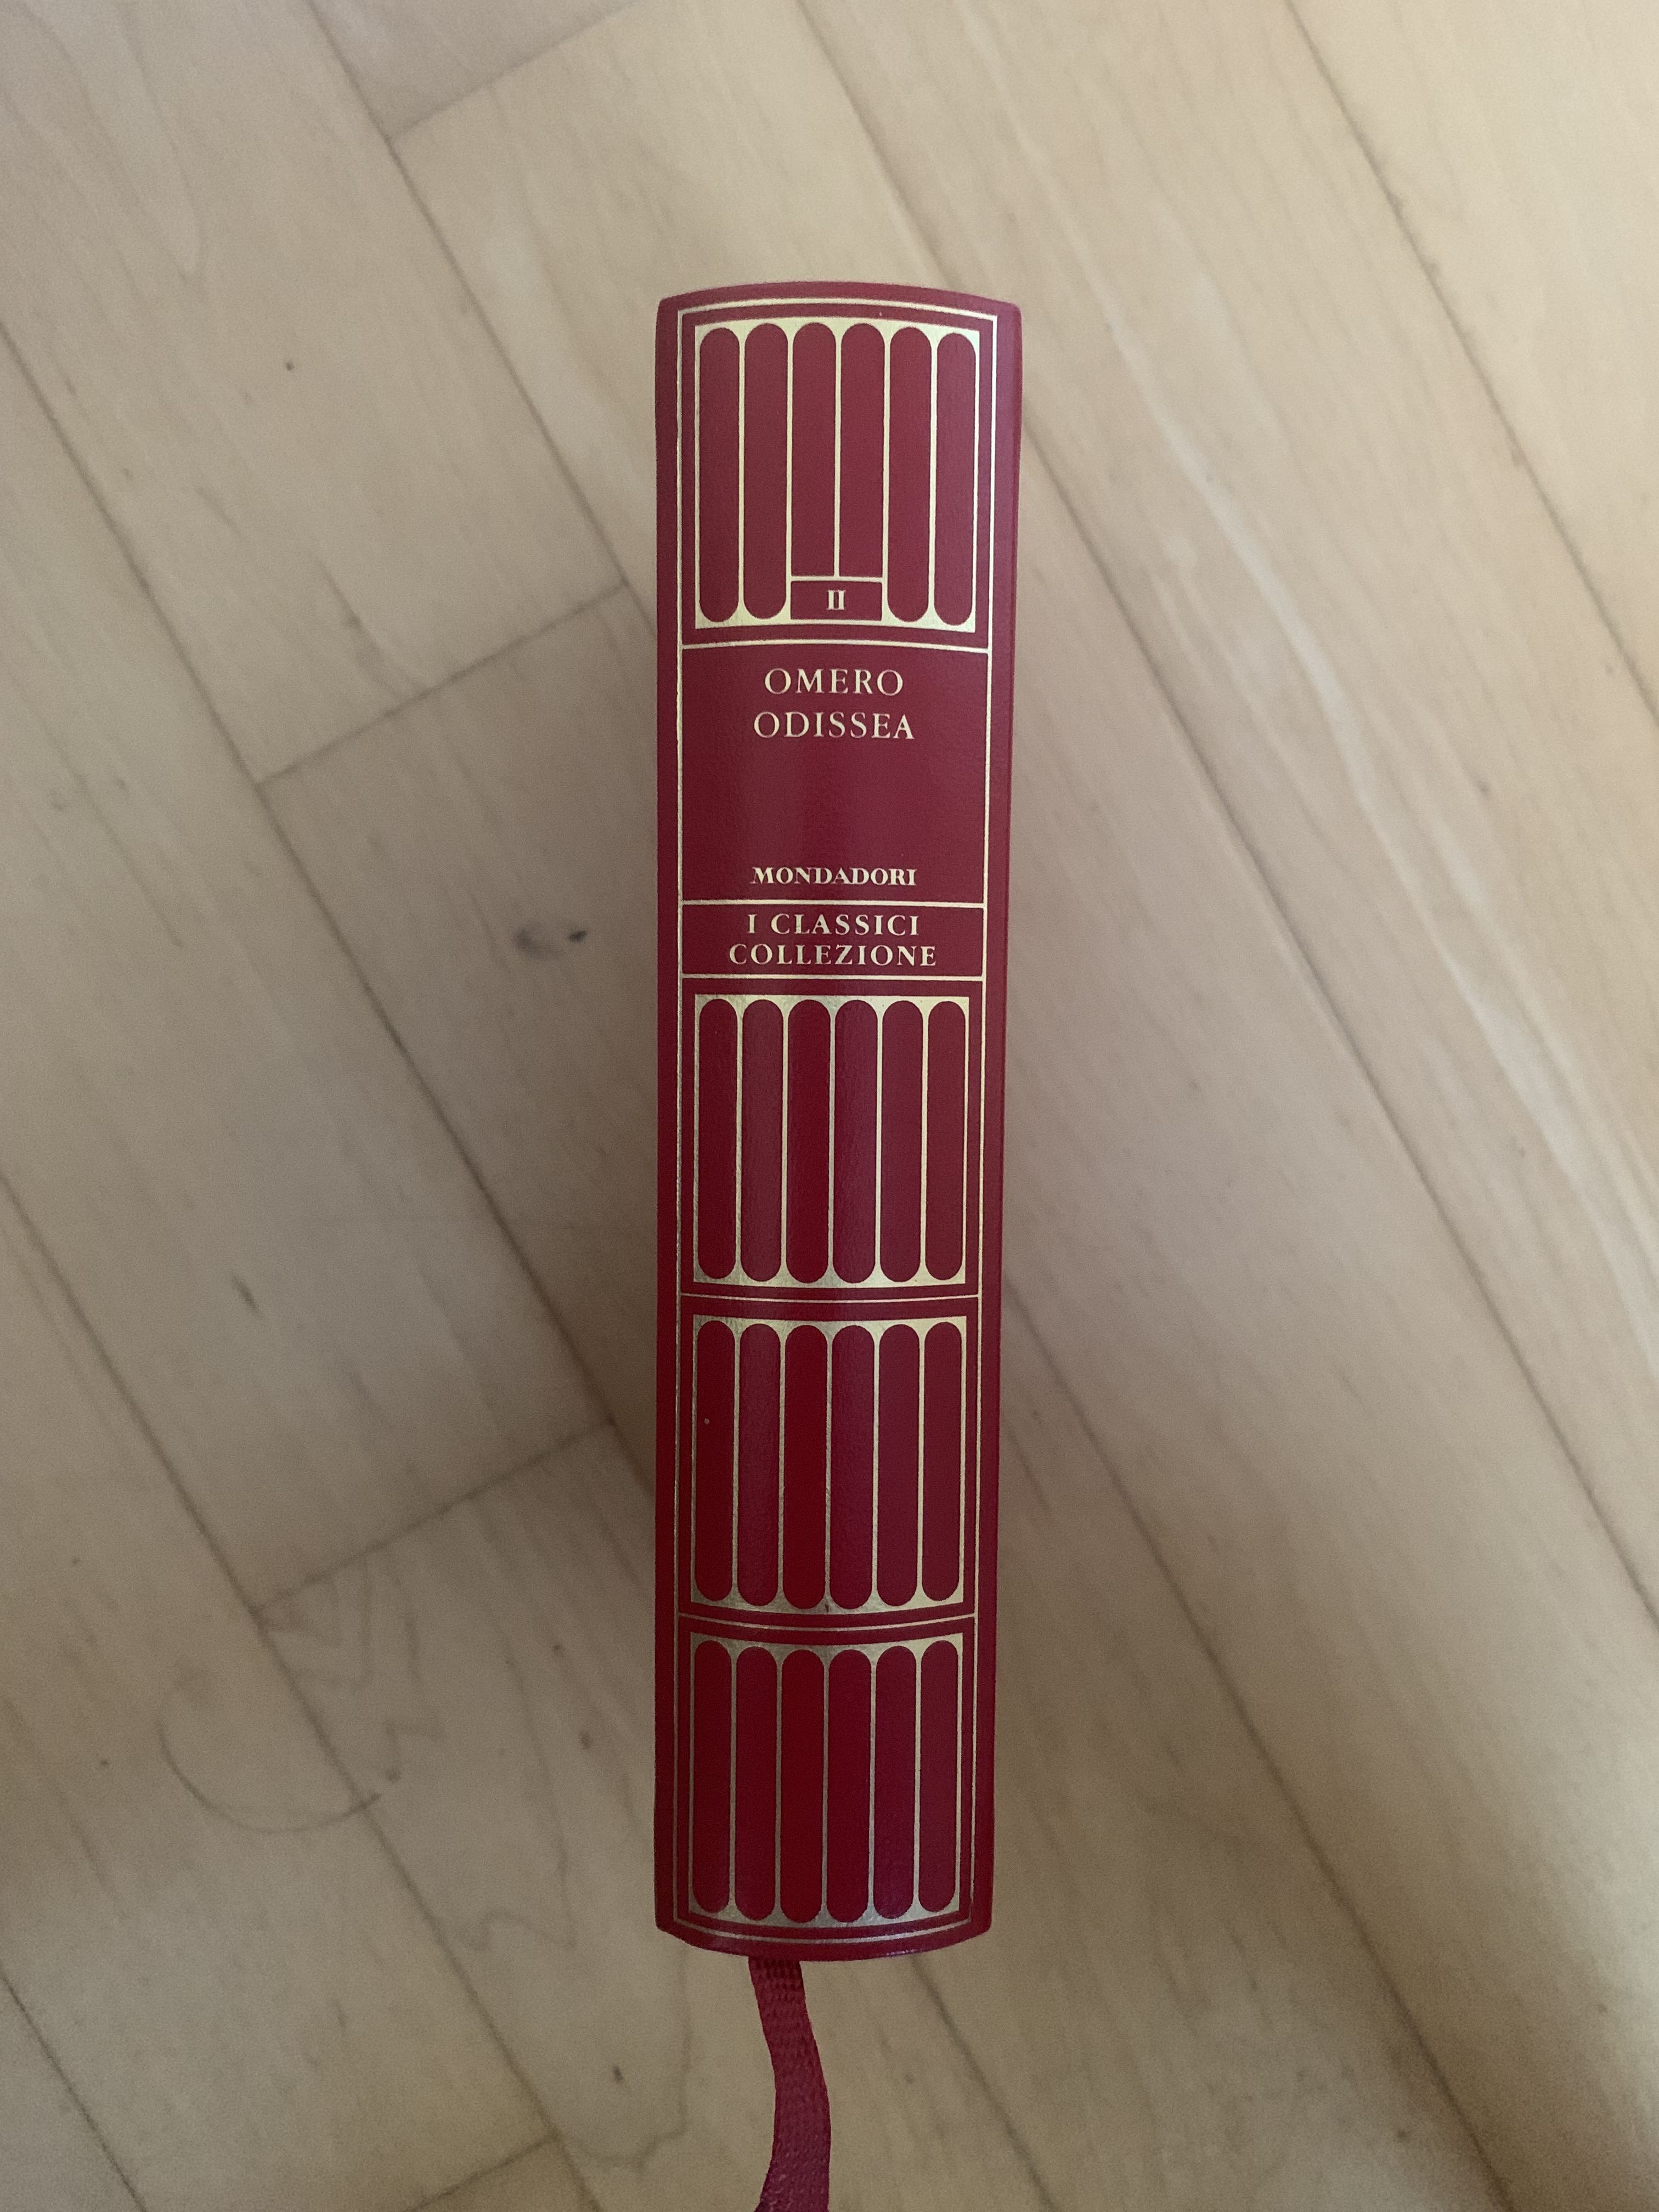 II
OMERO
ODISSEA
MONDADORI
I CLASSICI
COLLEZIONE